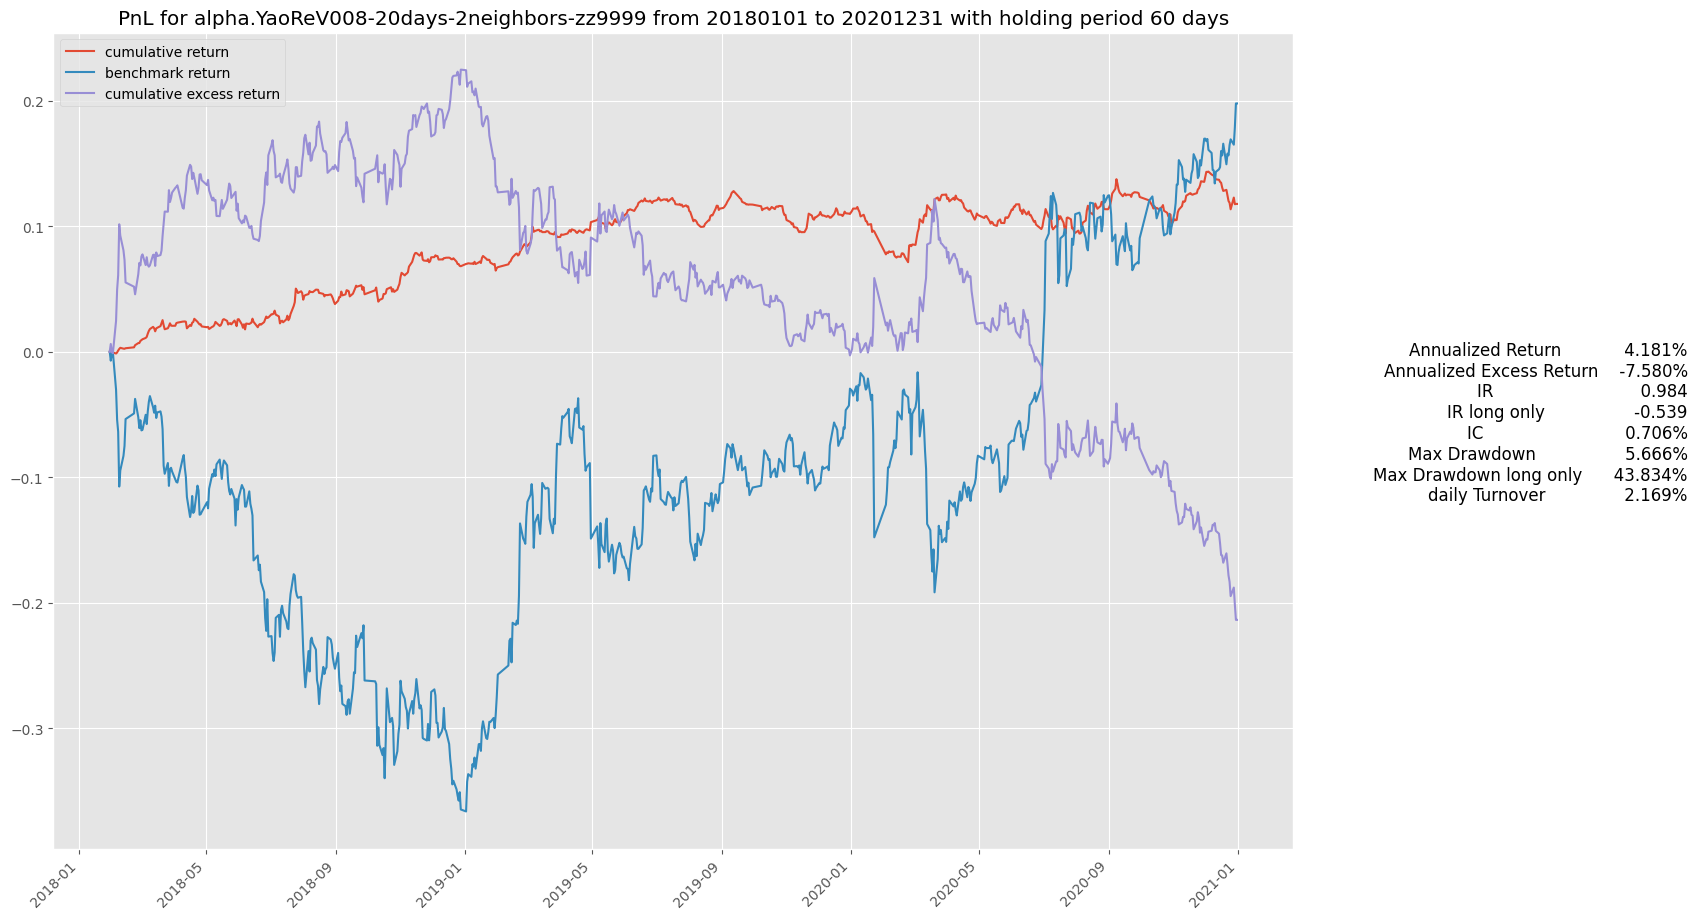 PnL for alpha.YaoReV008-20days-2neighbors-zz9999 from 20180101 to 20201231 with holding period 60 days
cumulative return
benchmark return
cumulative excess return
0.2
0.1
0.0
−0.1
−0.2
−0.3
2018-01
2018-05
2018-09
2019-01
2019-05
2019-09
2020-01
2020-05
2020-09
2021-01
Annualized Return 4.181%
Annualized Excess Return -7.580%
IR 0.984
IR long only -0.539
IC 0.706%
Max Drawdown 5.666%
Max Drawdown long only 43.834%
daily Turnover 2.169%